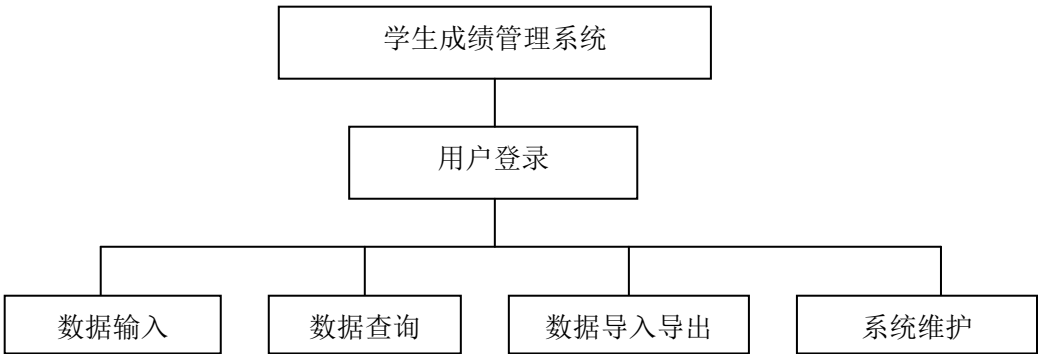 学生成绩管理系统
用户登录
数据输入
数据查询
数据导入导出
系统维护